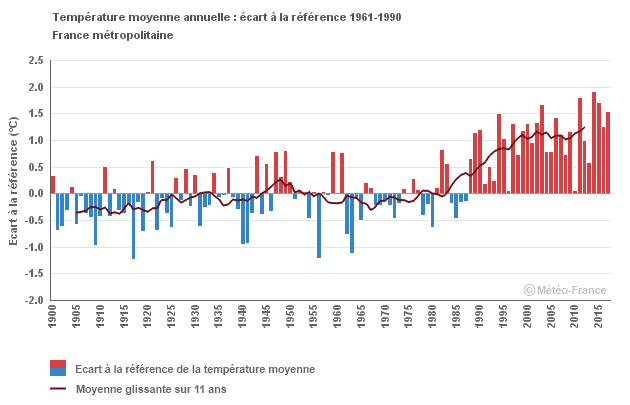 Température moyenne annuelle : écart à la référence 1961-1990
France métropolitaine
Ecart à la référence (°C)
2.5
2.0
1.5
1.0
0.5
0.0
-0.5
-1.0
-1.5
-2.0
1900 1905 1910 1915 1920 1925 1930 1935 1940 1945 1950 1955 1960 1965 1970 1975 1980 1985 1990 1995 2000 2005 2010 2015
© Météo-France
Ecart à la référence de la température moyenne
Moyenne glissante sur 11 ans